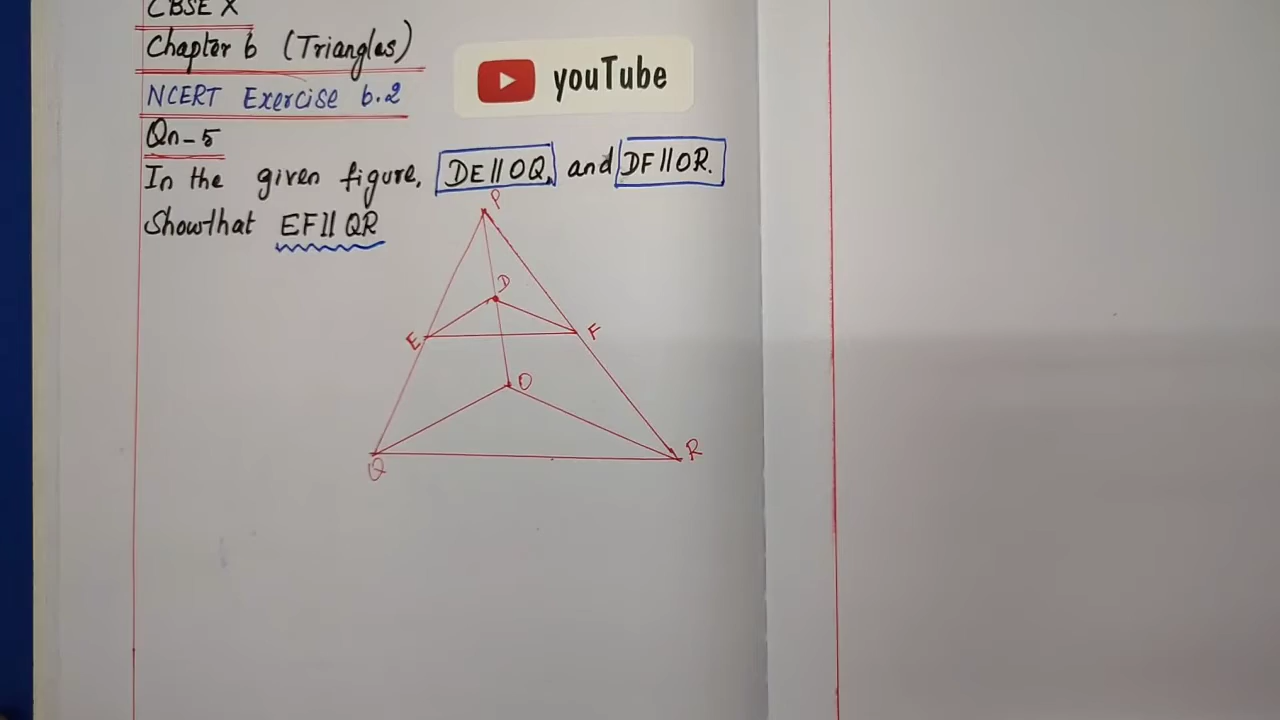 CBSE X
Chapter 6 (Triangles)
youTube
NCERT Exercise 6.2
Qn-5
In the given figure, DE||OQ, and DF||OR.
Show that EF||QR
P
D
E
F
O
Q
R